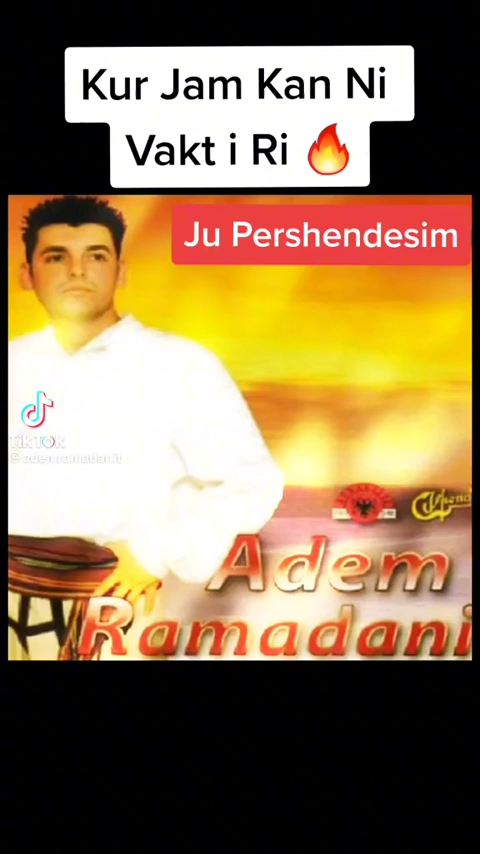 Kur Jam Kan Ni
Vakt i Ri 🔥
Ju Pershendesim
TikTok
Adem
Ramadani